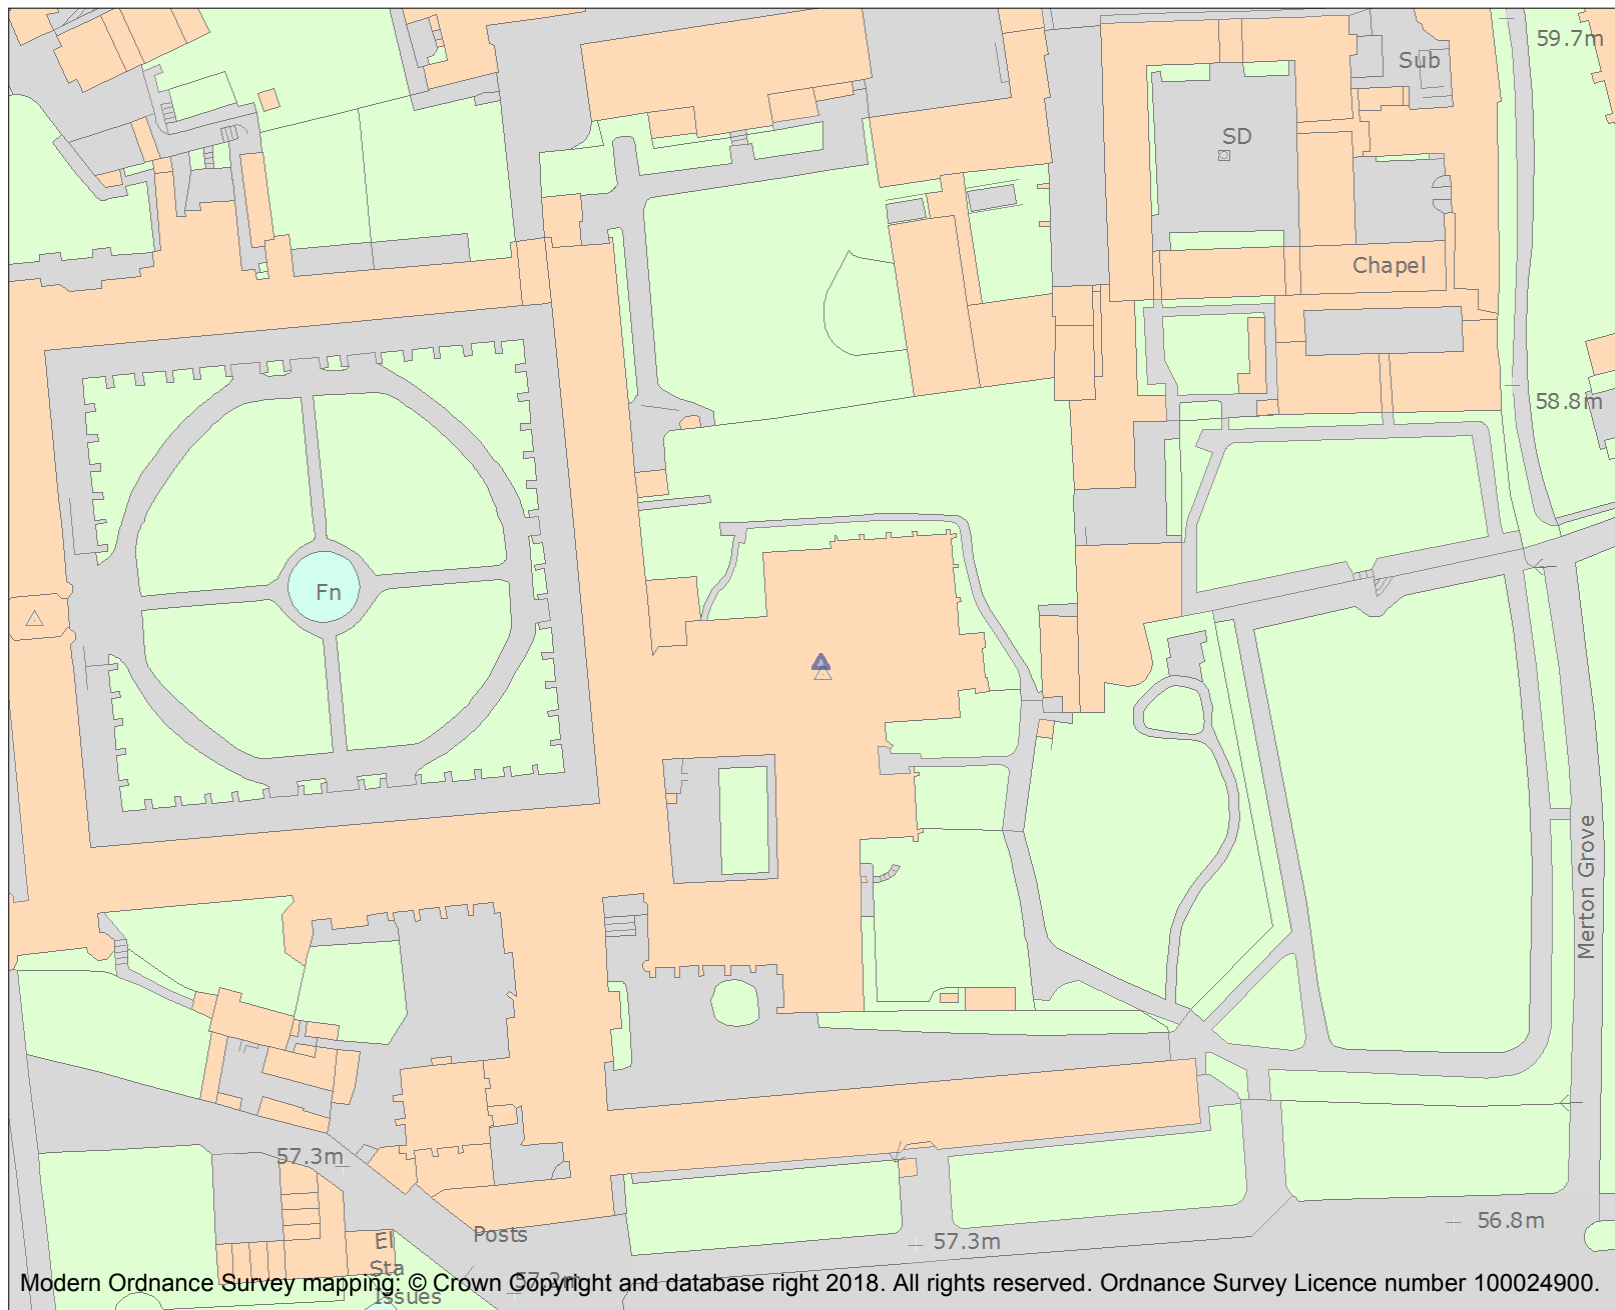 59.7m
Sub
SD
Chapel
58.8m
Fn
Merton Grove
57.3m
56.8m
Posts
57.3m
El
Sta
57.2m
Issues
Modern Ordnance Survey mapping: © Crown Copyright and database right 2018. All rights reserved. Ordnance Survey Licence number 100024900.